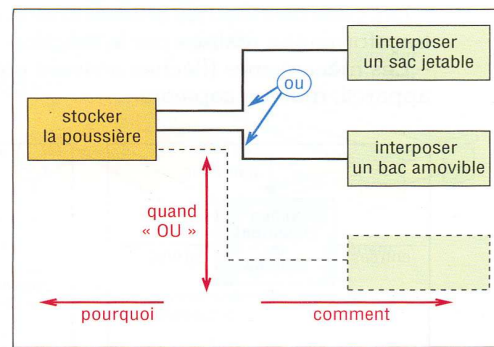 interposer
un sac jetable
ou
stocker
la poussière
interposer
un bac amovible
quand
« OU »
pourquoi
comment